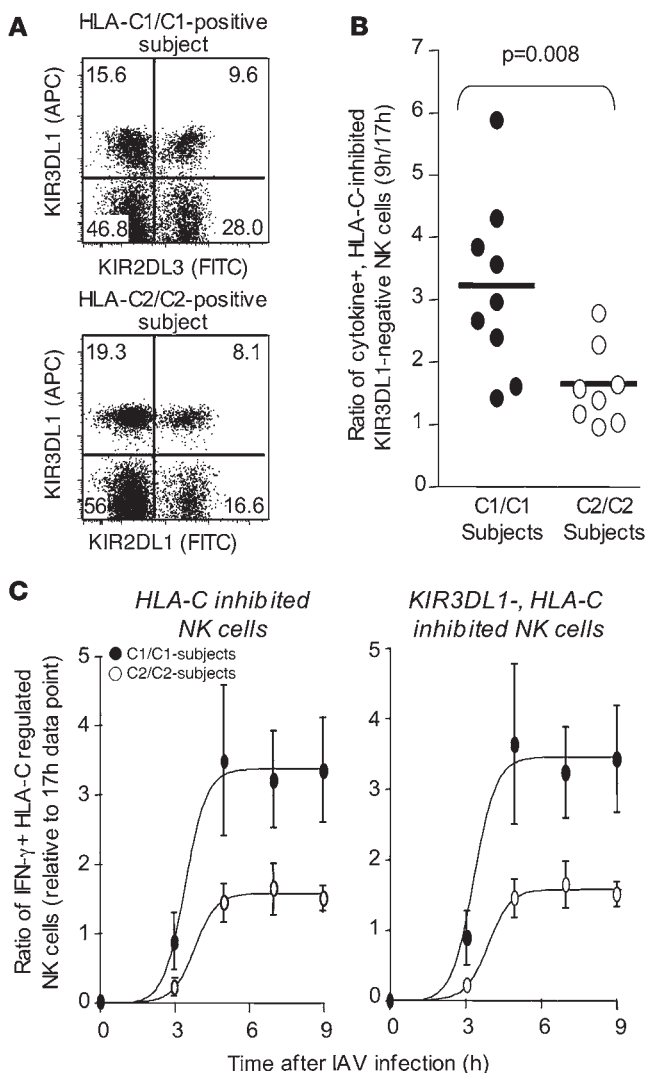 A
HLA-C1/C1-positive
subject
15.6 9.6
46.8 28.0
KIR3DL1 (APC)
KIR2DL3 (FITC)
HLA-C2/C2-positive
subject
19.3 8.1
56 16.6
KIR3DL1 (APC)
KIR2DL1 (FITC)
B
p=0.008
Ratio of cytokine+, HLA-C-inhibited
KIR3DL1-negative NK cells (9h/17h)
7
6
5
4
3
2
1
0
C1/C1 C2/C2
Subjects Subjects
C
HLA-C inhibited
NK cells
C1/C1-subjects
C2/C2-subjects
Ratio of IFN-γ+ HLA-C regulated
NK cells (relative to 17h data point)
5
4
3
2
1
0
0 3 6 9
KIR3DL1-, HLA-C
inhibited NK cells
5
4
3
2
1
0
0 3 6 9
Time after IAV infection (h)